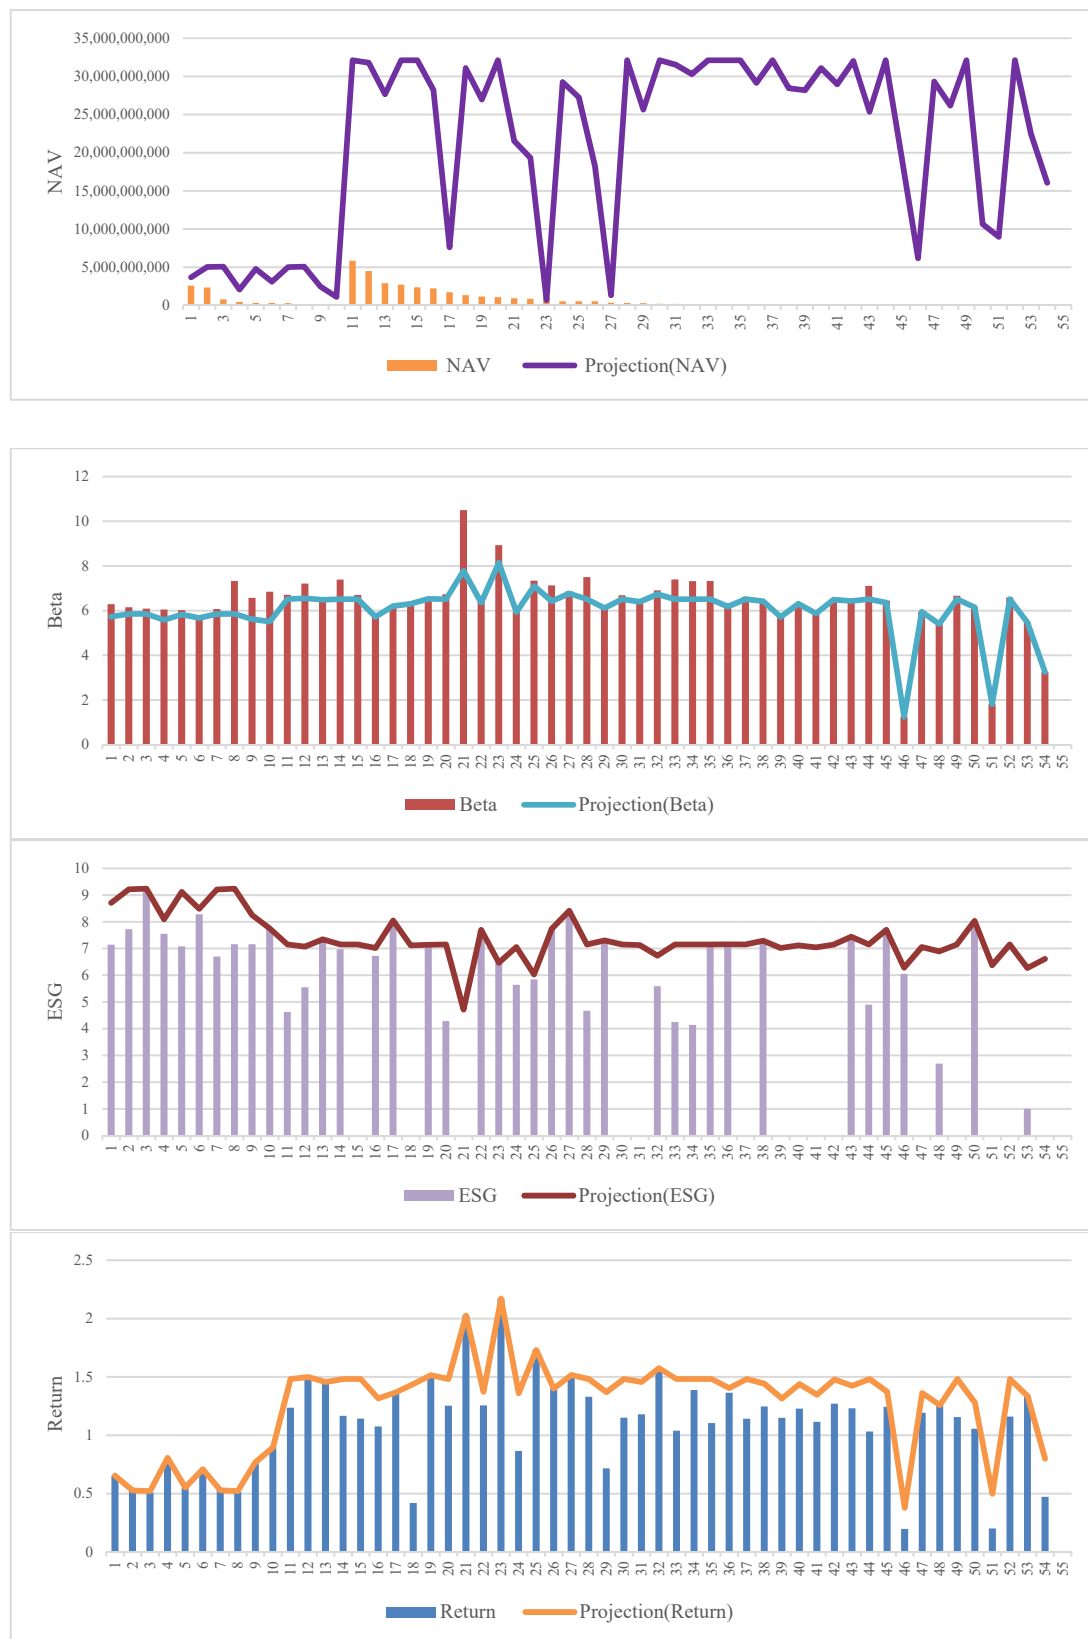 35,000,000,000
30,000,000,000
25,000,000,000
20,000,000,000
15,000,000,000
10,000,000,000
5,000,000,000
0
NAV
1 3 5 7 9 11 13 15 17 19 21 23 25 27 29 31 33 35 37 39 41 43 45 47 49 51 53 55
NAV Projection(NAV)
12
10
8
6
4
2
0
Beta
1 2 3 4 5 6 7 8 9 10 11 12 13 14 15 16 17 18 19 20 21 22 23 24 25 26 27 28 29 30 31 32 33 34 35 36 37 38 39 40 41 42 43 44 45 46 47 48 49 50 51 52 53 54 55
Beta Projection(Beta)
10
9
8
7
6
5
4
3
2
1
0
ESG
1 2 3 4 5 6 7 8 9 10 11 12 13 14 15 16 17 18 19 20 21 22 23 24 25 26 27 28 29 30 31 32 33 34 35 36 37 38 39 40 41 42 43 44 45 46 47 48 49 50 51 52 53 54 55
ESG Projection(ESG)
2.5
2
1.5
1
0.5
0
Return
1 2 3 4 5 6 7 8 9 10 11 12 13 14 15 16 17 18 19 20 21 22 23 24 25 26 27 28 29 30 31 32 33 34 35 36 37 38 39 40 41 42 43 44 45 46 47 48 49 50 51 52 53 54 55
Return Projection(Return)